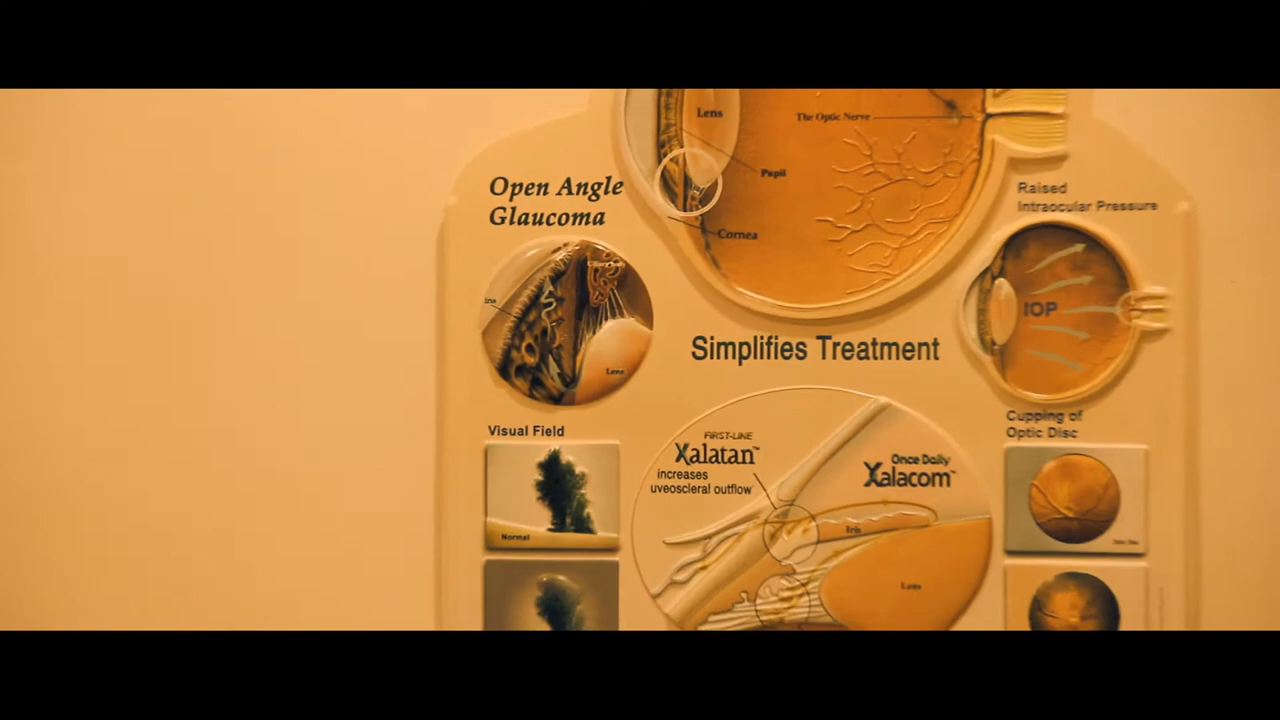 Lens
The Optic Nerve
Pupil
Cornea
Open Angle
Glaucoma
Iris
Lens
Raised
Intraocular Pressure
IOP
Simplifies Treatment
Visual Field
Normal
FIRST-LINE
Xalatan™
increases
uveoscleral outflow
Once Daily
Xalacom™
Iris
Lens
Cupping of
Optic Disc